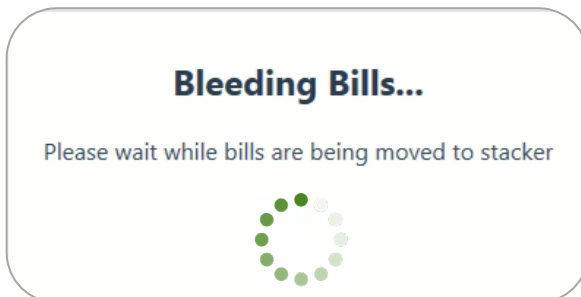 Bleeding Bills...
Please wait while bills are being moved to stacker